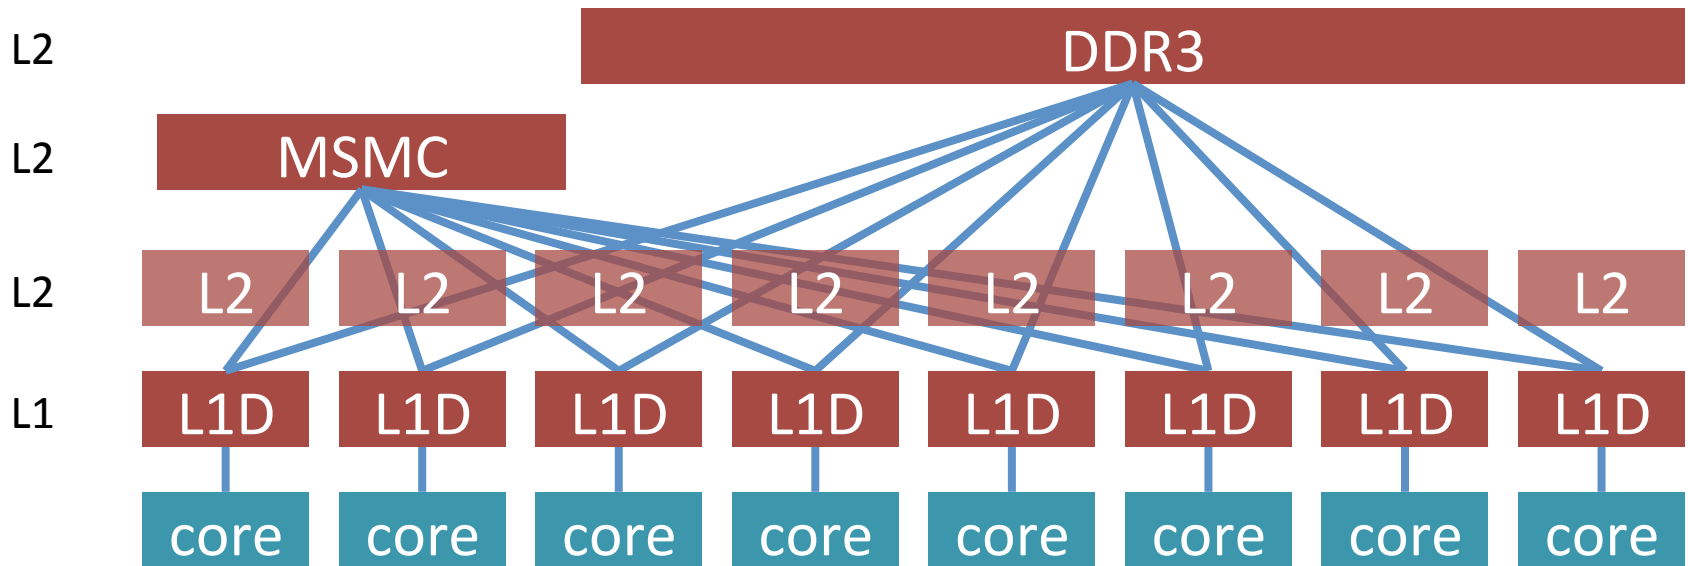 L2 DDR3
L2 MSMC
L2 L2 L2 L2 L2 L2 L2 L2 L2
L1 L1D L1D L1D L1D L1D L1D L1D L1D
core core core core core core core core